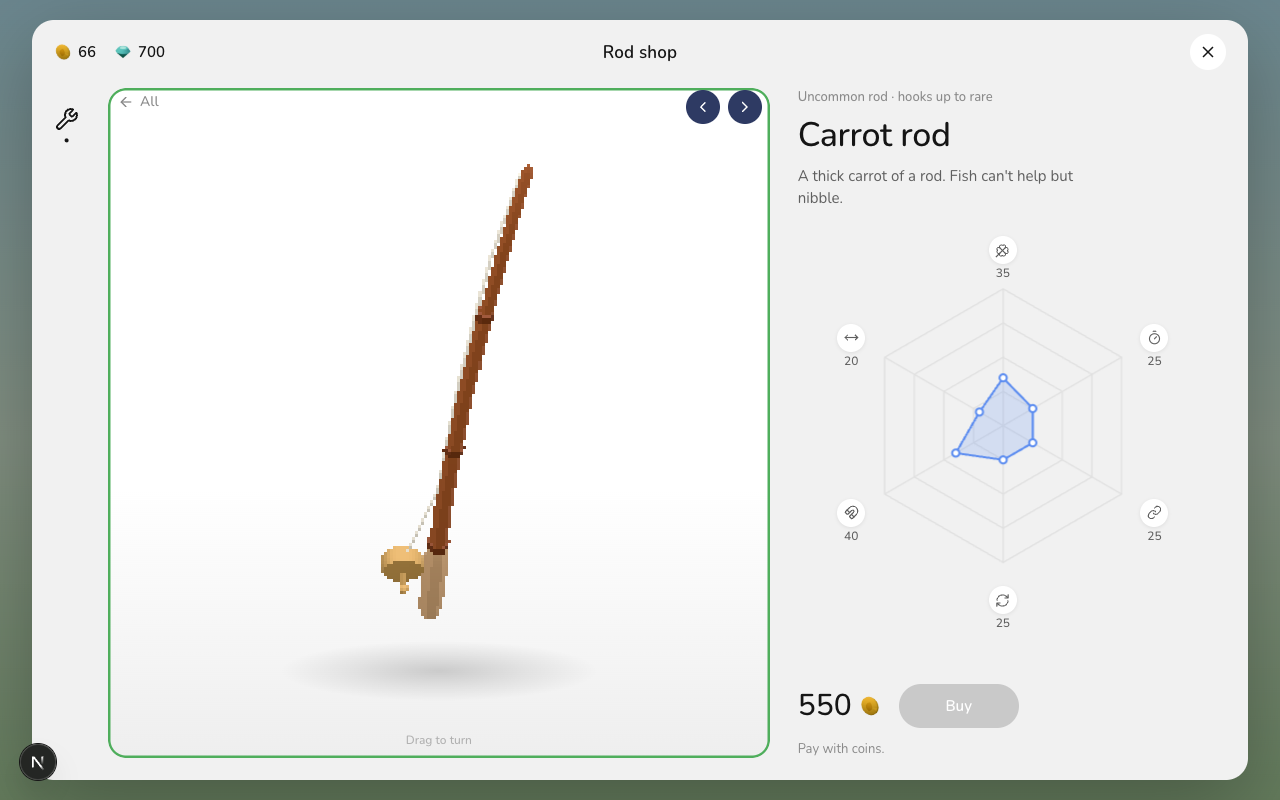 66
700
Rod shop
All
Uncommon rod · hooks up to rare
Carrot rod
A thick carrot of a rod. Fish can't help but
nibble.
35
20
25
40
25
25
550
Buy
Pay with coins.
Drag to turn
N